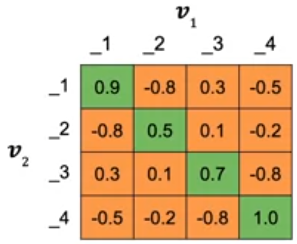 v₁
_1 _2 _3 _4
_1 0.9 -0.8 0.3 -0.5
_2 -0.8 0.5 0.1 -0.2
v₂
_3 0.3 0.1 0.7 -0.8
_4 -0.5 -0.2 -0.8 1.0